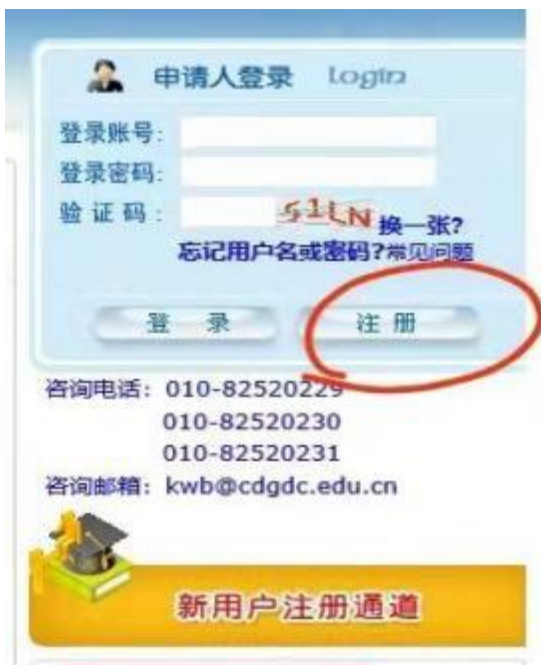 申请人登录 Login
登录账号:
登录密码:
验 证 码 : 51LN 换一张?
忘记用户名或密码?常见问题
登 录 注 册
咨询电话: 010-82520229
010-82520230
010-82520231
咨询邮箱: kwb@cdgdc.edu.cn
新用户注册通道